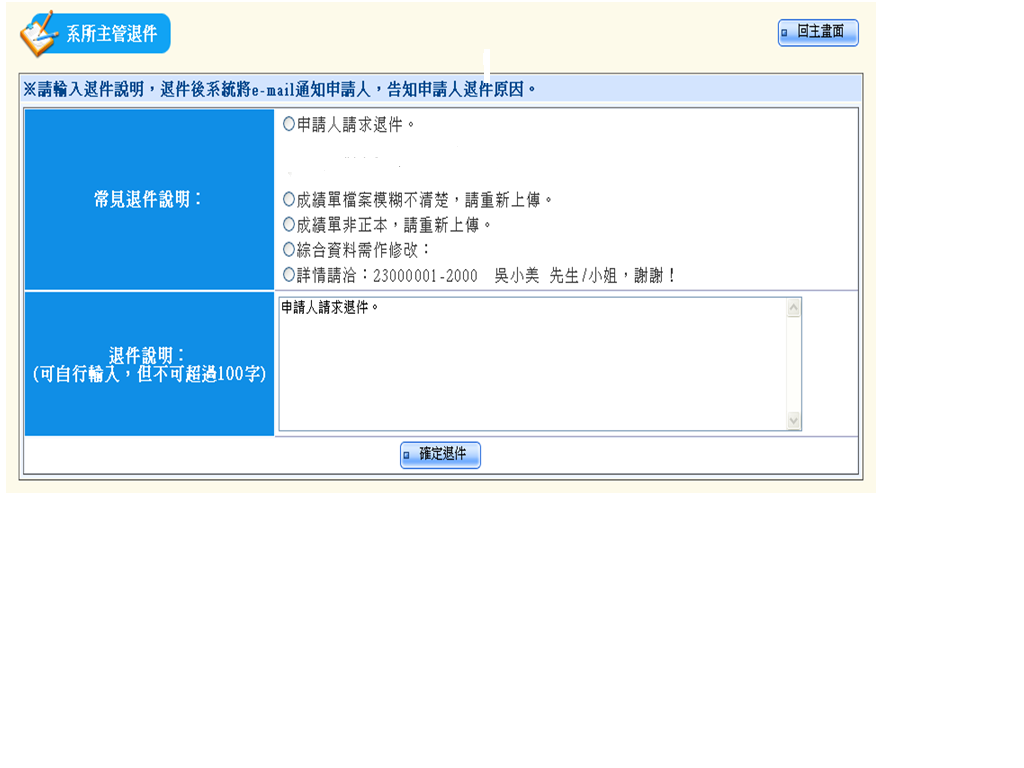 系所主管退件
回主畫面
※請輸入退件說明，退件後系統將e-mail通知申請人，告知申請人退件原因。
常見退件說明：
申請人請求退件。
成績單檔案模糊不清楚，請重新上傳。
成績單非正本，請重新上傳。
綜合資料需作修改：
詳情請洽：23000001-2000 吳小美 先生/小姐，謝謝！
退件說明：
(可自行輸入，但不可超過100字)
申請人請求退件。
確定退件